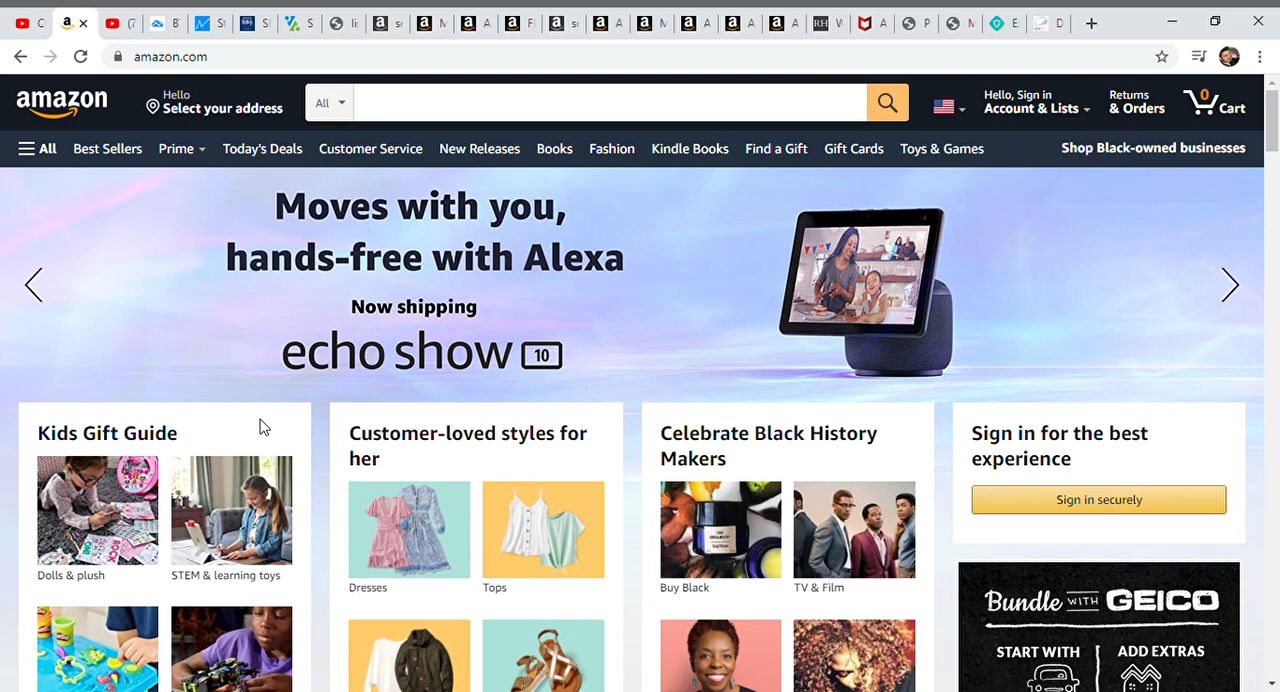 amazon.com
amazon
Hello
Select your address
All
Hello, Sign in
Account & Lists
Returns
& Orders
0
Cart
All
Best Sellers
Prime
Today's Deals
Customer Service
New Releases
Books
Fashion
Kindle Books
Find a Gift
Gift Cards
Toys & Games
Shop Black-owned businesses
Moves with you,
hands-free with Alexa
Now shipping
echo show 10
Kids Gift Guide
Dolls & plush
STEM & learning toys
Customer-loved styles for
her
Dresses
Tops
Celebrate Black History
Makers
Buy Black
TV & Film
Sign in for the best
experience
Sign in securely
Bundle WITH GEICO
START WITH
ADD EXTRAS